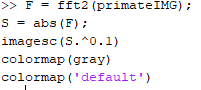 >> F = fft2(primateIMG);
S = abs(F);
imagesc(S.^0.1)
colormap(gray)
colormap('default')